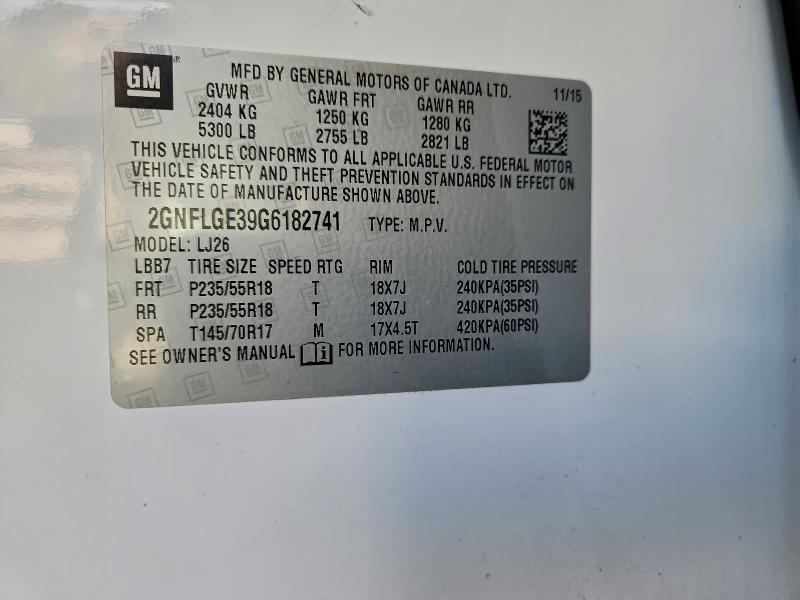 GM
MFD BY GENERAL MOTORS OF CANADA LTD. 11/15
GVWR GAWR FRT GAWR RR
2404 KG 1250 KG 1280 KG
5300 LB 2755 LB 2821 LB
THIS VEHICLE CONFORMS TO ALL APPLICABLE U.S. FEDERAL MOTOR
VEHICLE SAFETY AND THEFT PREVENTION STANDARDS IN EFFECT ON
THE DATE OF MANUFACTURE SHOWN ABOVE.
2GNFLGE39G6182741 TYPE: M.P.V.
MODEL: LJ26
LBB7 TIRE SIZE SPEED RTG RIM COLD TIRE PRESSURE
FRT P235/55R18 T 18X7J 240KPA(35PSI)
RR P235/55R18 T 18X7J 240KPA(35PSI)
SPA T145/70R17 M 17X4.5T 420KPA(60PSI)
SEE OWNER'S MANUAL FOR MORE INFORMATION.